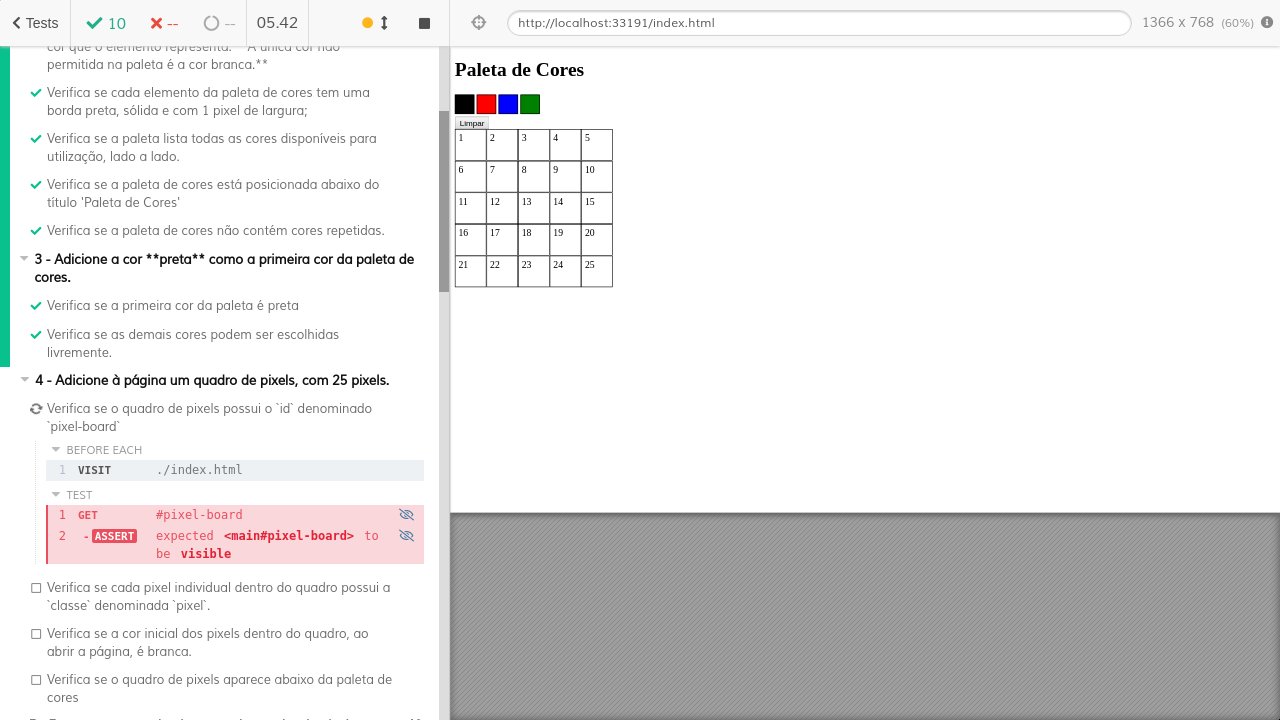 Tests
10
--
--
05.42
http://localhost:33191/index.html
1366 x 768 (60%)
cor que o elemento representa. **A única cor não
permitida na paleta é a cor branca.**
Verifica se cada elemento da paleta de cores tem uma
borda preta, sólida e com 1 pixel de largura;
Verifica se a paleta lista todas as cores disponíveis para
utilização, lado a lado.
Verifica se a paleta de cores está posicionada abaixo do
título 'Paleta de Cores'
Verifica se a paleta de cores não contém cores repetidas.
3 - Adicione a cor **preta** como a primeira cor da paleta de
cores.
Verifica se a primeira cor da paleta é preta
Verifica se as demais cores podem ser escolhidas
livremente.
4 - Adicione à página um quadro de pixels, com 25 pixels.
Verifica se o quadro de pixels possui o `id` denominado
`pixel-board`
BEFORE EACH
1 VISIT ./index.html
TEST
1 GET #pixel-board
2 -ASSERT expected <main#pixel-board> to
be visible
Verifica se cada pixel individual dentro do quadro possui a
`classe` denominada `pixel`.
Verifica se a cor inicial dos pixels dentro do quadro, ao
abrir a página, é branca.
Verifica se o quadro de pixels aparece abaixo da paleta de
cores
Paleta de Cores
Limpar
1 2 3 4 5
6 7 8 9 10
11 12 13 14 15
16 17 18 19 20
21 22 23 24 25